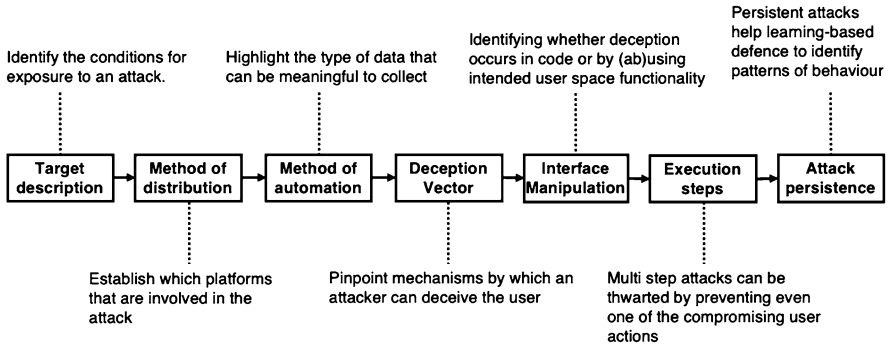 Identify the conditions for
exposure to an attack.
Highlight the type of data that
can be meaningful to collect
Identifying whether deception
occurs in code or by (ab)using
intended user space functionality
Persistent attacks
help learning-based
defence to identify
patterns of behaviour
Target
description
Method of
distribution
Method of
automation
Deception
Vector
Interface
Manipulation
Execution
steps
Attack
persistence
Establish which platforms
that are involved in the
attack
Pinpoint mechanisms by which an
attacker can deceive the user
Multi step attacks can be
thwarted by preventing even
one of the compromising user
actions